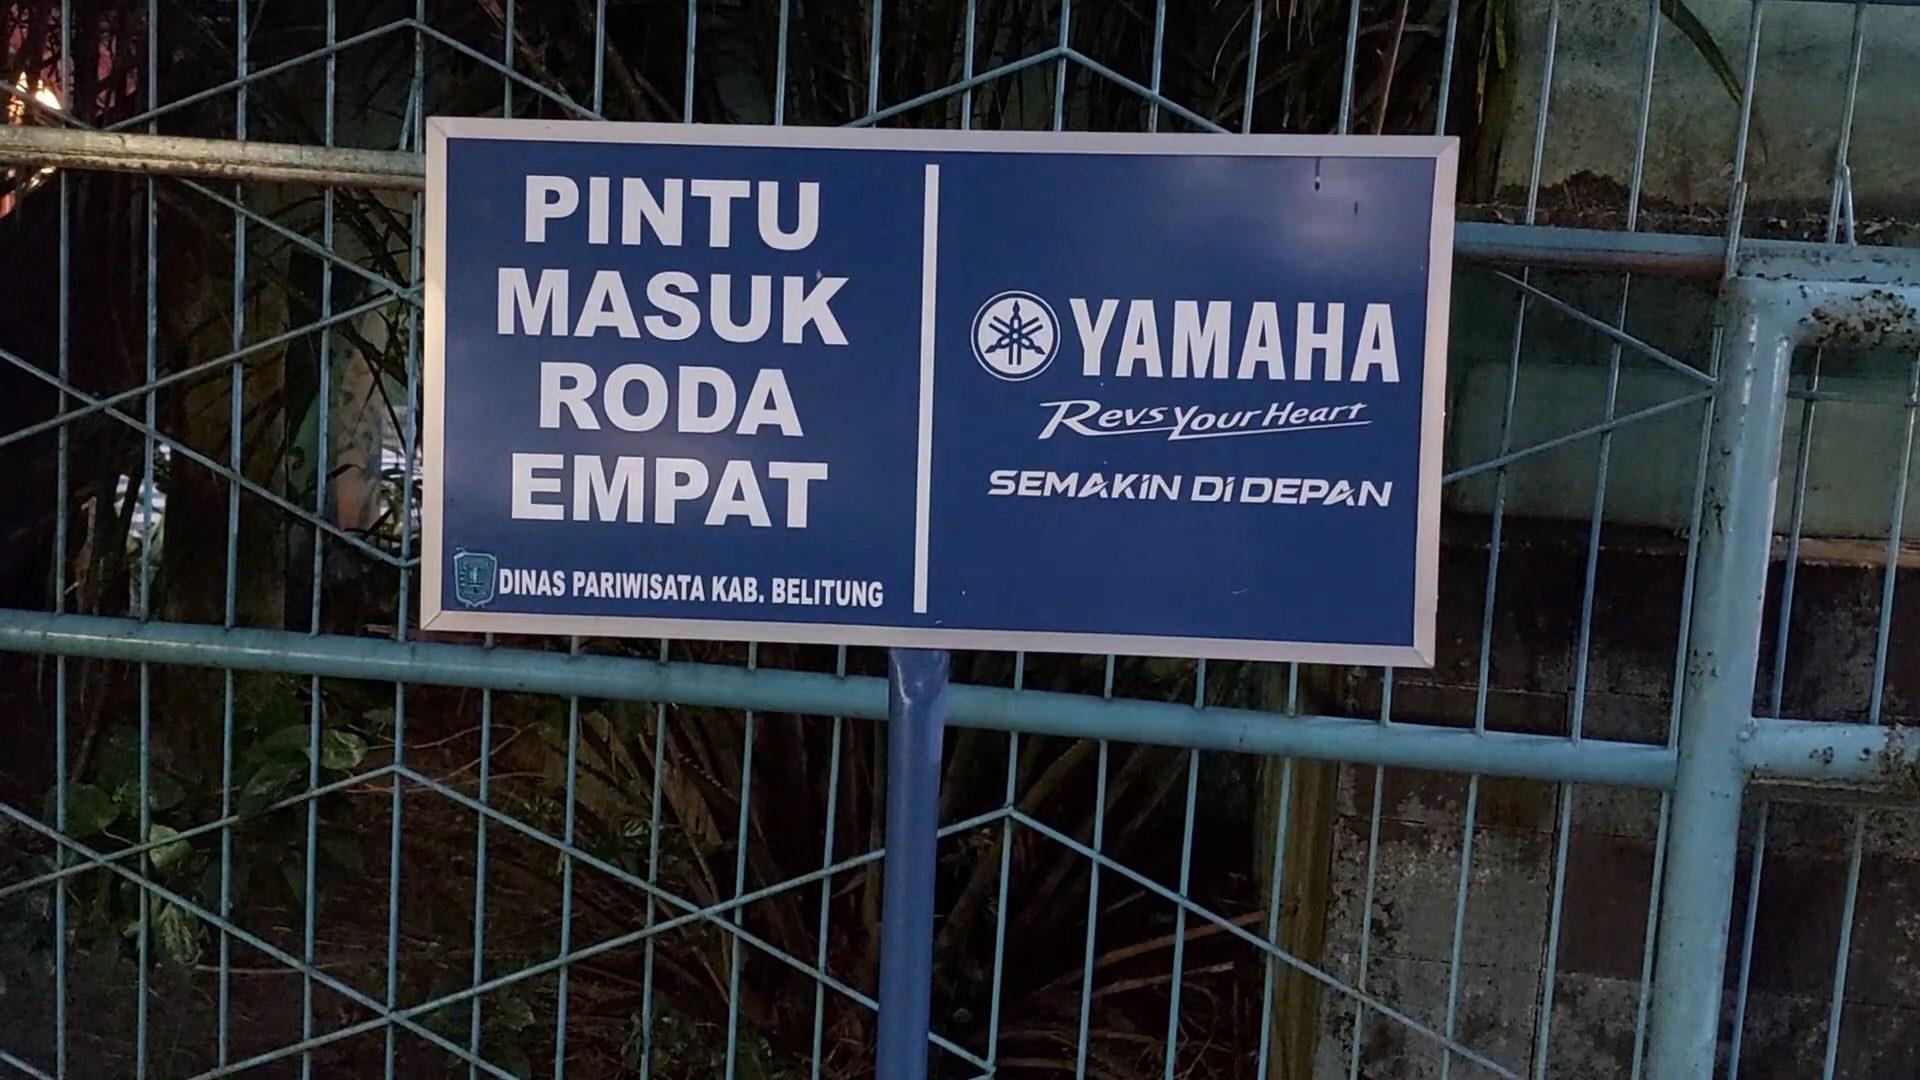 PINTU
MASUK
RODA
EMPAT
DINAS PARIWISATA KAB. BELITUNG
YAMAHA
Revs Your Heart
SEMAKIN DI DEPAN